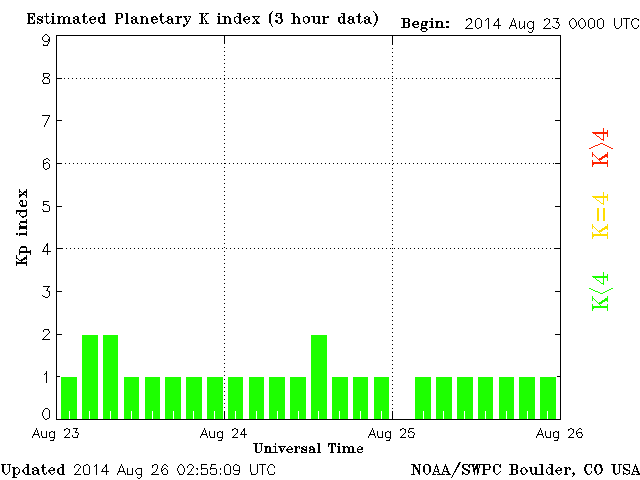 Estimated Planetary K index (3 hour data) Begin: 2014 Aug 23 0000 UTC
9
8
7
6
5
4
3
2
1
0
Kp index
K>4
K=4
K<4
Aug 23 Aug 24 Aug 25 Aug 26
Universal Time
Updated 2014 Aug 26 02:55:09 UTC NOAA/SWPC Boulder, CO USA